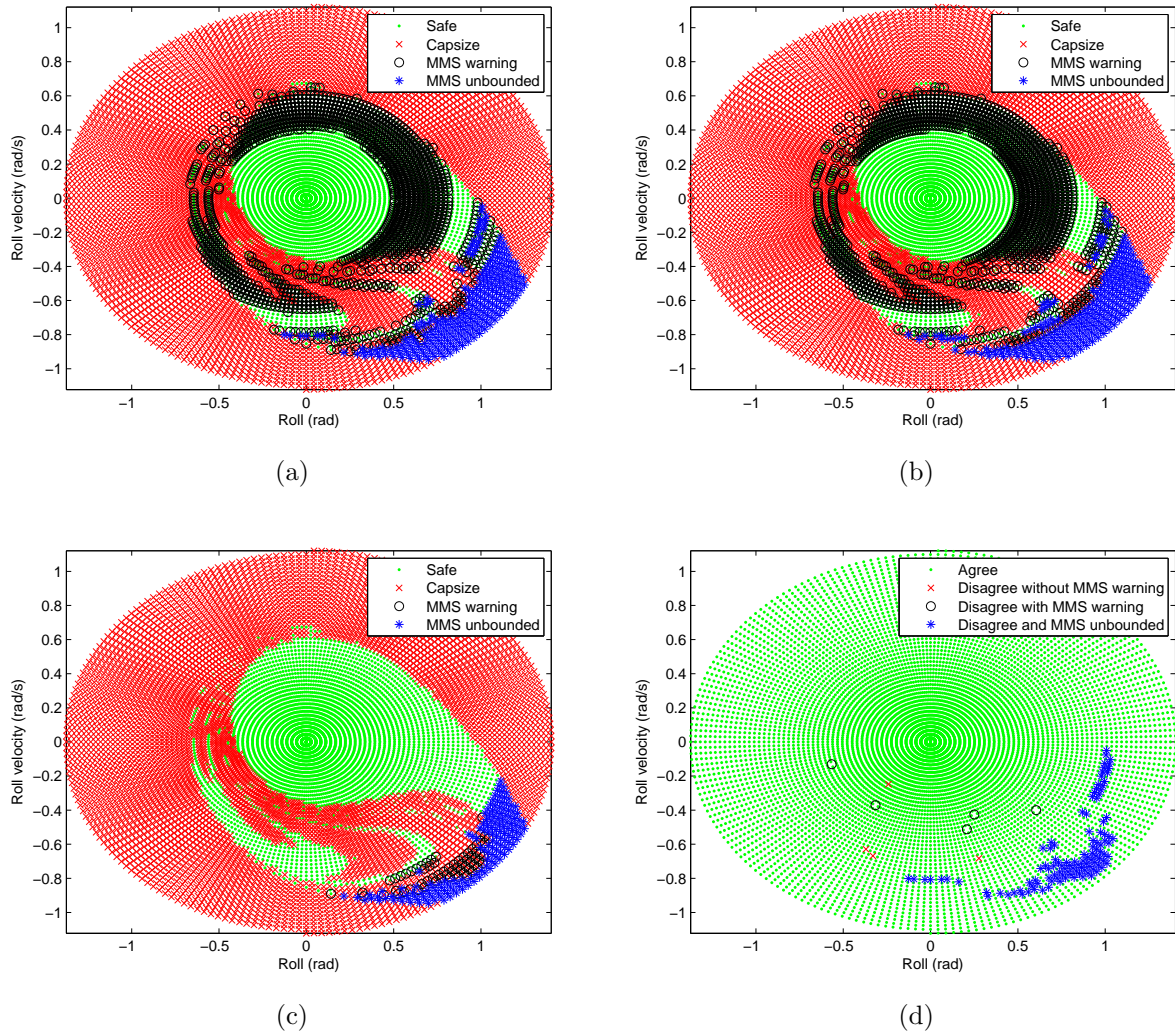 1
0.8
0.6
0.4
0.2
0
−0.2
−0.4
−0.6
−0.8
−1
Roll velocity (rad/s)
−1 −0.5 0 0.5 1
Roll (rad)
Safe
Capsize
MMS warning
MMS unbounded
(a)
1
0.8
0.6
0.4
0.2
0
−0.2
−0.4
−0.6
−0.8
−1
Roll velocity (rad/s)
−1 −0.5 0 0.5 1
Roll (rad)
Safe
Capsize
MMS warning
MMS unbounded
(b)
1
0.8
0.6
0.4
0.2
0
−0.2
−0.4
−0.6
−0.8
−1
Roll velocity (rad/s)
−1 −0.5 0 0.5 1
Roll (rad)
Safe
Capsize
MMS warning
MMS unbounded
(c)
1
0.8
0.6
0.4
0.2
0
−0.2
−0.4
−0.6
−0.8
−1
Roll velocity (rad/s)
−1 −0.5 0 0.5 1
Roll (rad)
Agree
Disagree without MMS warning
Disagree with MMS warning
Disagree and MMS unbounded
(d)